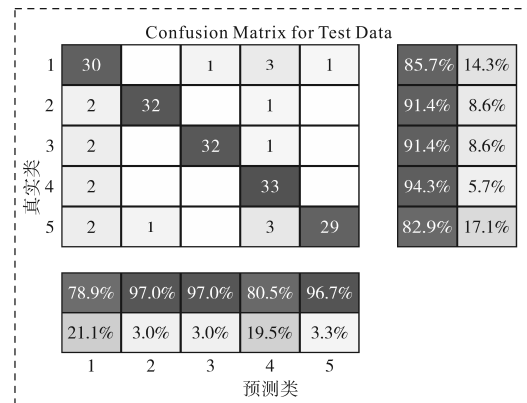 Confusion Matrix for Test Data
1 30 1 3 1 85.7% 14.3%
2 2 32 1 91.4% 8.6%
3 2 32 1 91.4% 8.6%
4 2 33 94.3% 5.7%
5 2 1 3 29 82.9% 17.1%
真实类
78.9% 97.0% 97.0% 80.5% 96.7%
21.1% 3.0% 3.0% 19.5% 3.3%
1 2 3 4 5
预测类